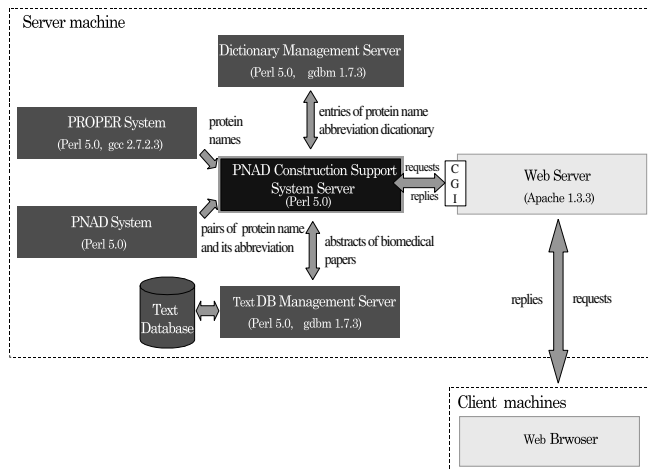 Server machine
Dictionary Management Server
(Perl 5.0, gdbm 1.7.3)
PROPER System
(Perl 5.0, gcc 2.7.2.3)
protein
names
entries of protein name
abbreviation dicationary
PNAD Construction Support
System Server
(Perl 5.0)
requests
replies
C
G
I
Web Server
(Apache 1.3.3)
PNAD System
(Perl 5.0)
pairs of protein name
and its abbreviation
abstracts of biomedical
papers
Text
Database
Text DB Management Server
(Perl 5.0, gdbm 1.7.3)
replies
requests
Client machines
Web Brwoser